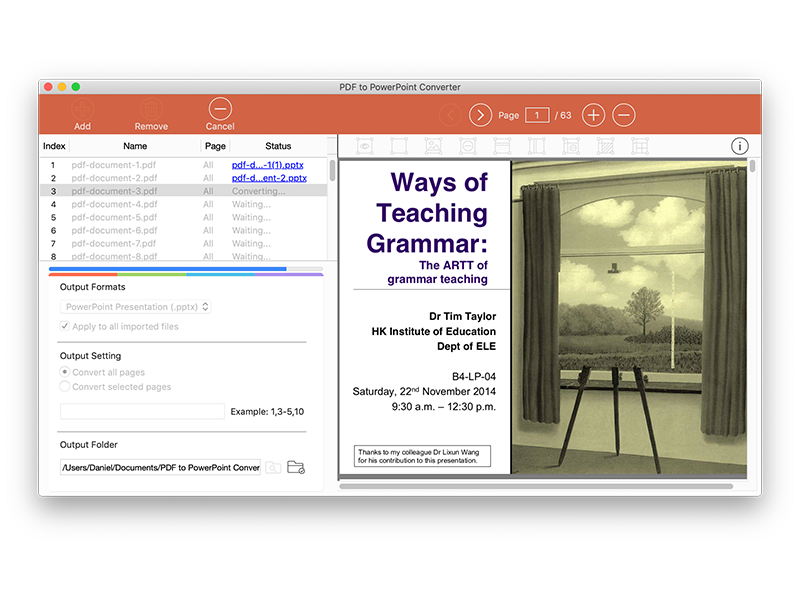 PDF to PowerPoint Converter
Add Remove Cancel
Page 1 / 63
Index Name Page Status
1 pdf-document-1.pdf All pdf-d...-1(1).pptx
2 pdf-document-2.pdf All pdf-d...ent-2.pptx
3 pdf-document-3.pdf All Converting...
4 pdf-document-4.pdf All Waiting...
5 pdf-document-5.pdf All Waiting...
6 pdf-document-6.pdf All Waiting...
7 pdf-document-7.pdf All Waiting...
8 pdf-document-8.pdf All Waiting...
Output Formats
PowerPoint Presentation (.pptx)
Apply to all imported files
Output Setting
Convert all pages
Convert selected pages
Example: 1,3-5,10
Output Folder
/Users/Daniel/Documents/PDF to PowerPoint Conver
Ways of
Teaching
Grammar:
The ARTT of
grammar teaching
Dr Tim Taylor
HK Institute of Education
Dept of ELE
B4-LP-04
Saturday, 22nd November 2014
9:30 a.m. – 12:30 p.m.
Thanks to my colleague Dr Lixun Wang
for his contribution to this presentation.